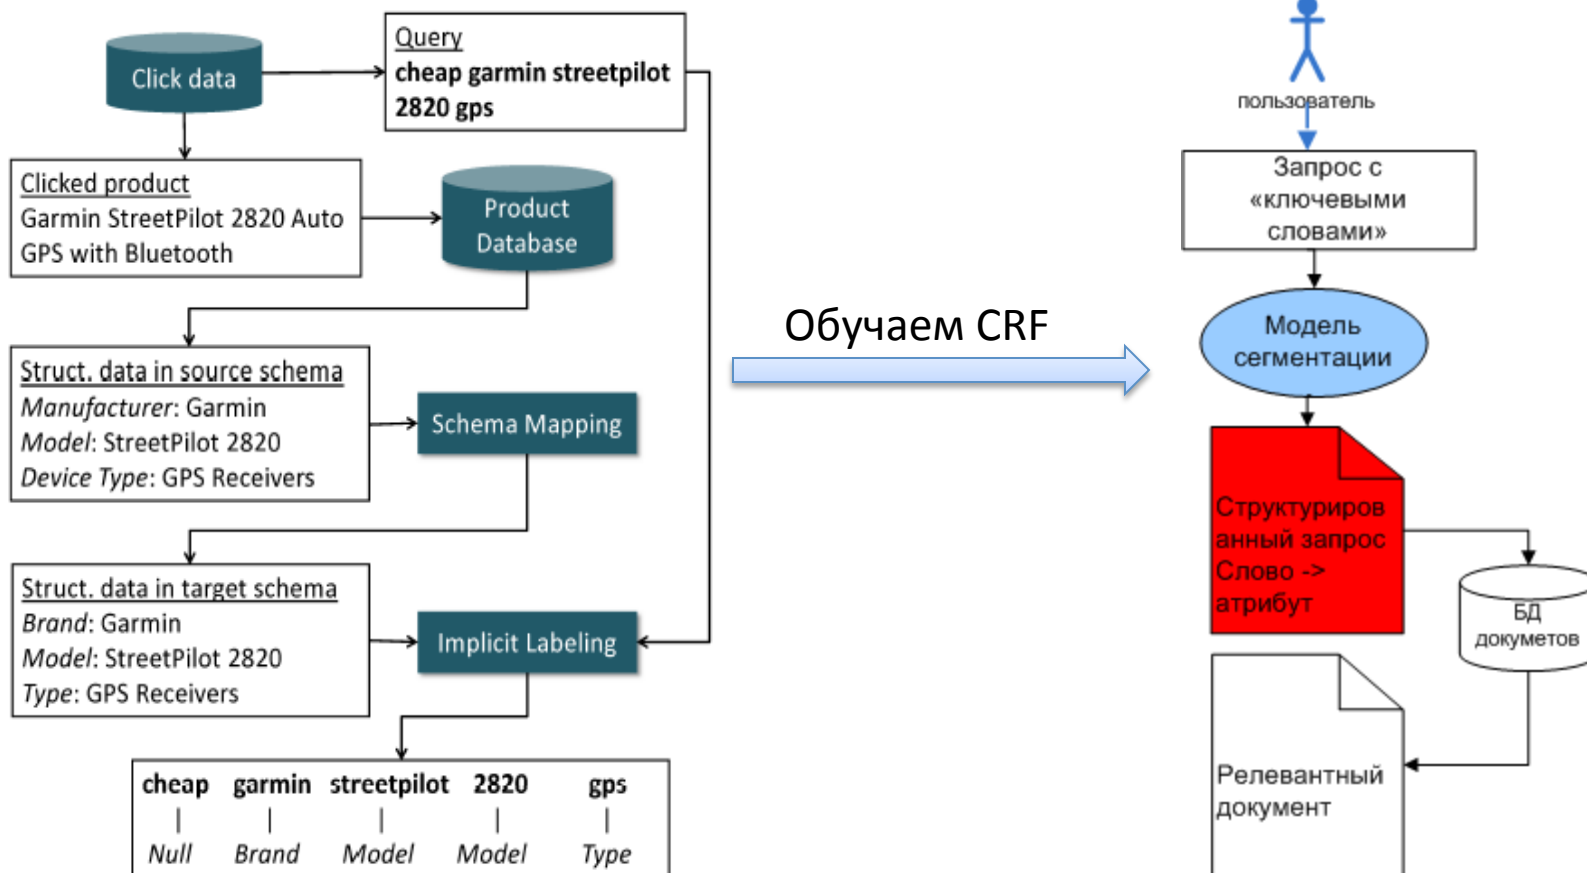 Click data
Query
cheap garmin streetpilot
2820 gps
Clicked product
Garmin StreetPilot 2820 Auto
GPS with Bluetooth
Product
Database
Struct. data in source schema
Manufacturer: Garmin
Model: StreetPilot 2820
Device Type: GPS Receivers
Schema Mapping
Struct. data in target schema
Brand: Garmin
Model: StreetPilot 2820
Type: GPS Receivers
Implicit Labeling
cheap garmin streetpilot 2820 gps
Null Brand Model Model Type
Обучаем CRF
пользователь
Запрос с
«ключевыми
словами»
Модель
сегментации
Структуриров
анный запрос
Слово ->
атрибут
БД
докуметов
Релевантный
документ